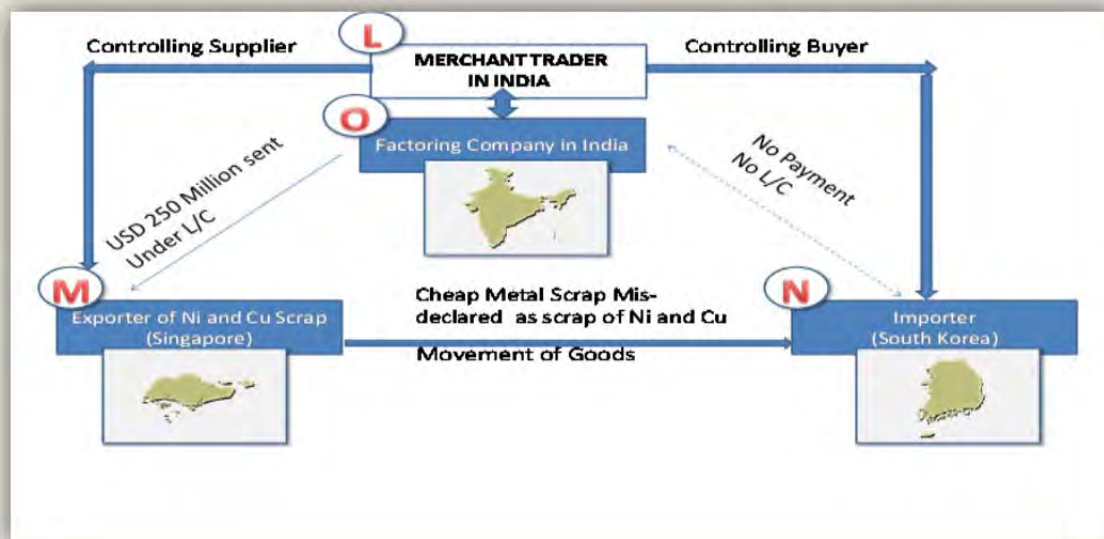 Controlling Supplier
L
MERCHANT TRADER
IN INDIA
Controlling Buyer
O
Factoring Company in India
USD 250 Million sent
Under L/C
No Payment
No L/C
M
Exporter of Ni and Cu Scrap
(Singapore)
Cheap Metal Scrap Mis-
declared as scrap of Ni and Cu
Movement of Goods
N
Importer
(South Korea)